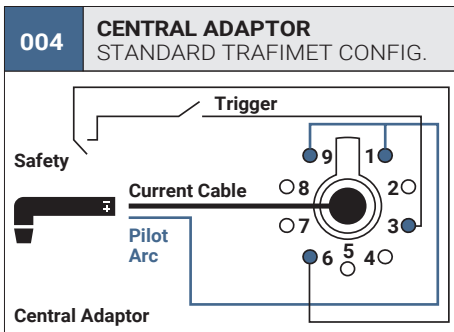 004
CENTRAL ADAPTOR
STANDARD TRAFIMET CONFIG.
Trigger
Safety
9
1
8
2
Current Cable
7
3
Pilot
Arc
6
5
4
Central Adaptor